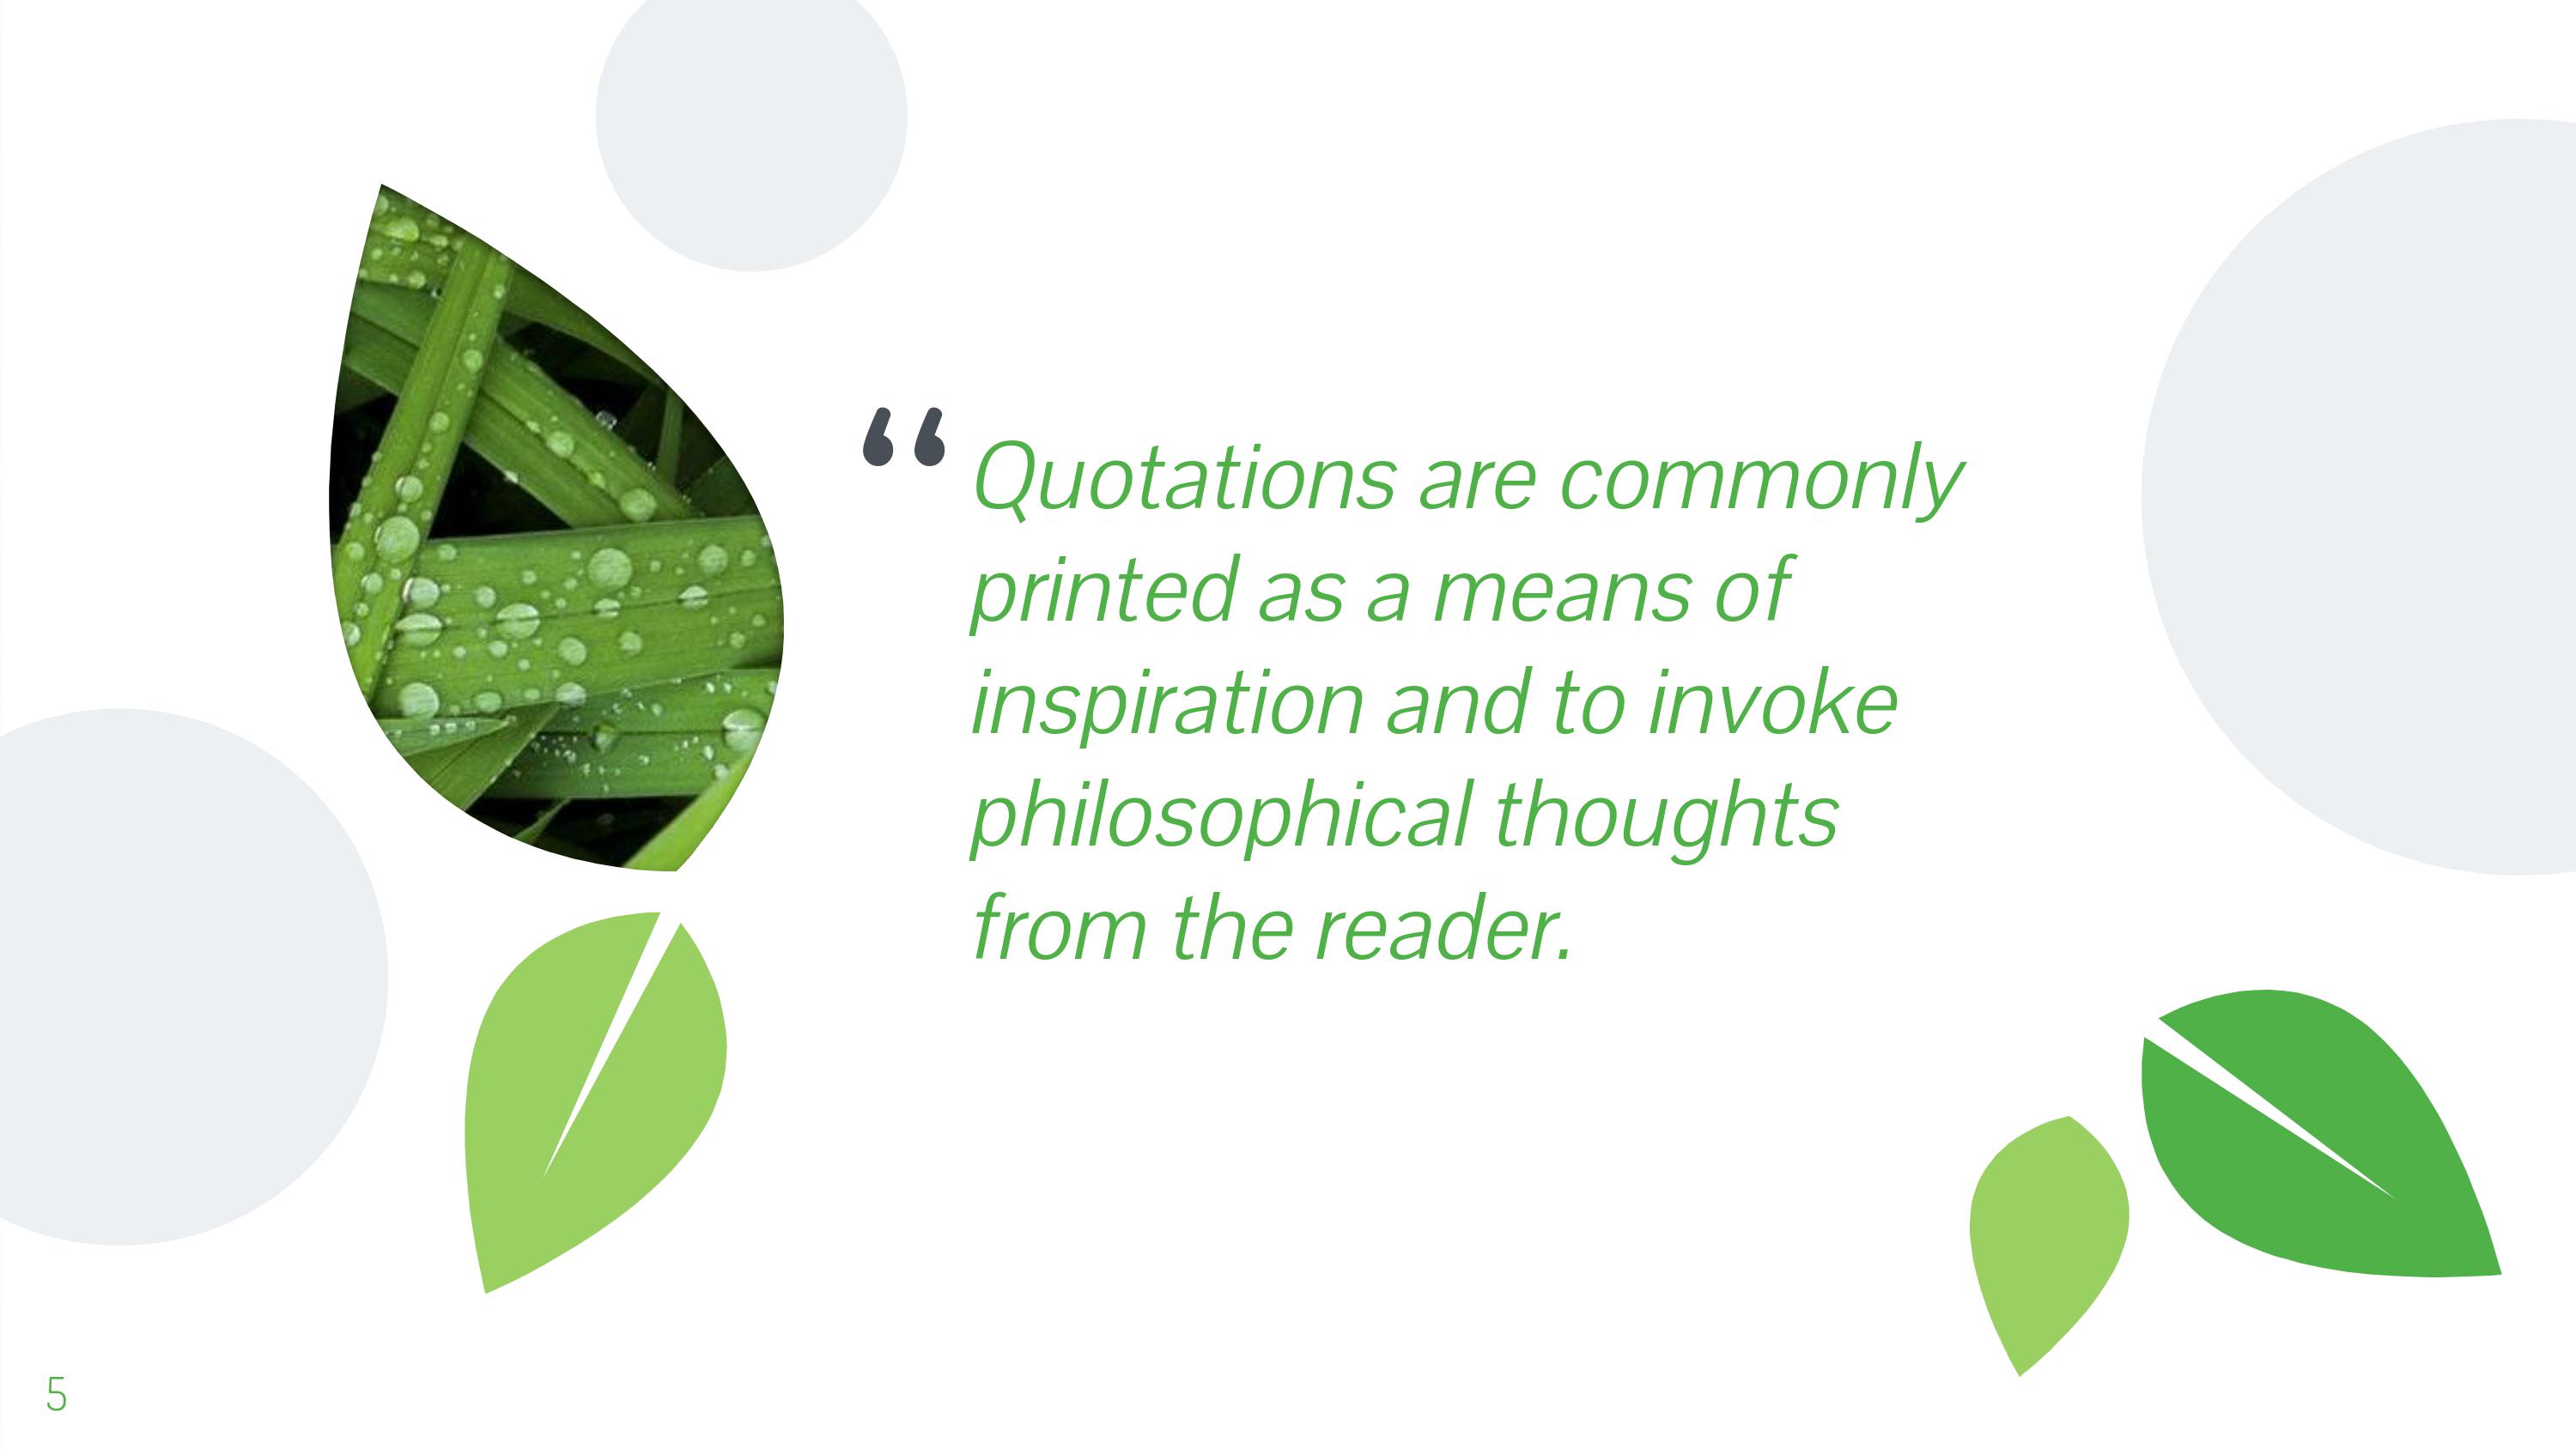 “
Quotations are commonly
printed as a means of
inspiration and to invoke
philosophical thoughts
from the reader.
5